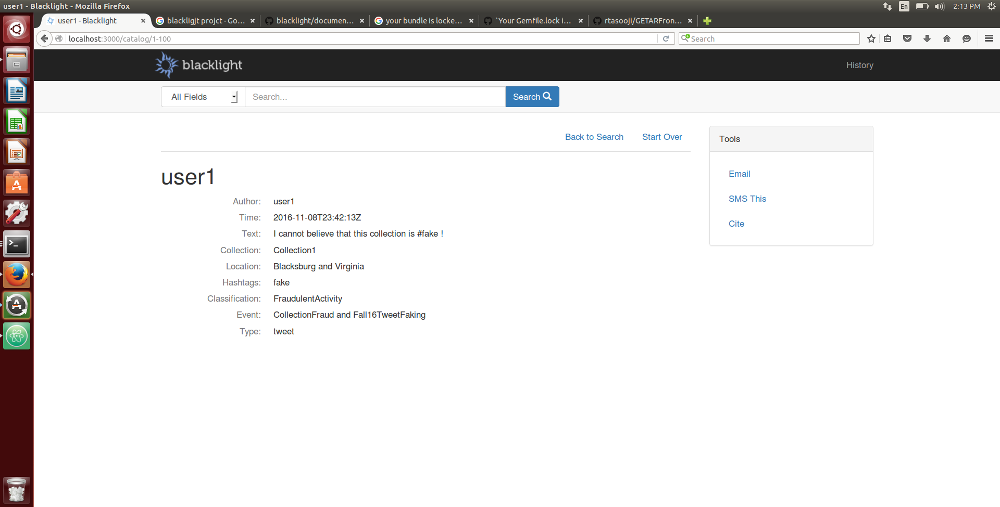 user1 - Blacklight - Mozilla Firefox
En
2:13 PM
user1 - Blacklight
blackligjt projct - Go...
blacklight/documen...
your bundle is locke...
`Your Gemfile.lock i...
rtasooji/GETARFron...
localhost:3000/catalog/1-100
Search
blacklight
History
All Fields
Search...
Search
Back to Search
Start Over
Tools
Email
SMS This
Cite
user1
Author: user1
Time: 2016-11-08T23:42:13Z
Text: I cannot believe that this collection is #fake !
Collection: Collection1
Location: Blacksburg and Virginia
Hashtags: fake
Classification: FraudulentActivity
Event: CollectionFraud and Fall16TweetFaking
Type: tweet